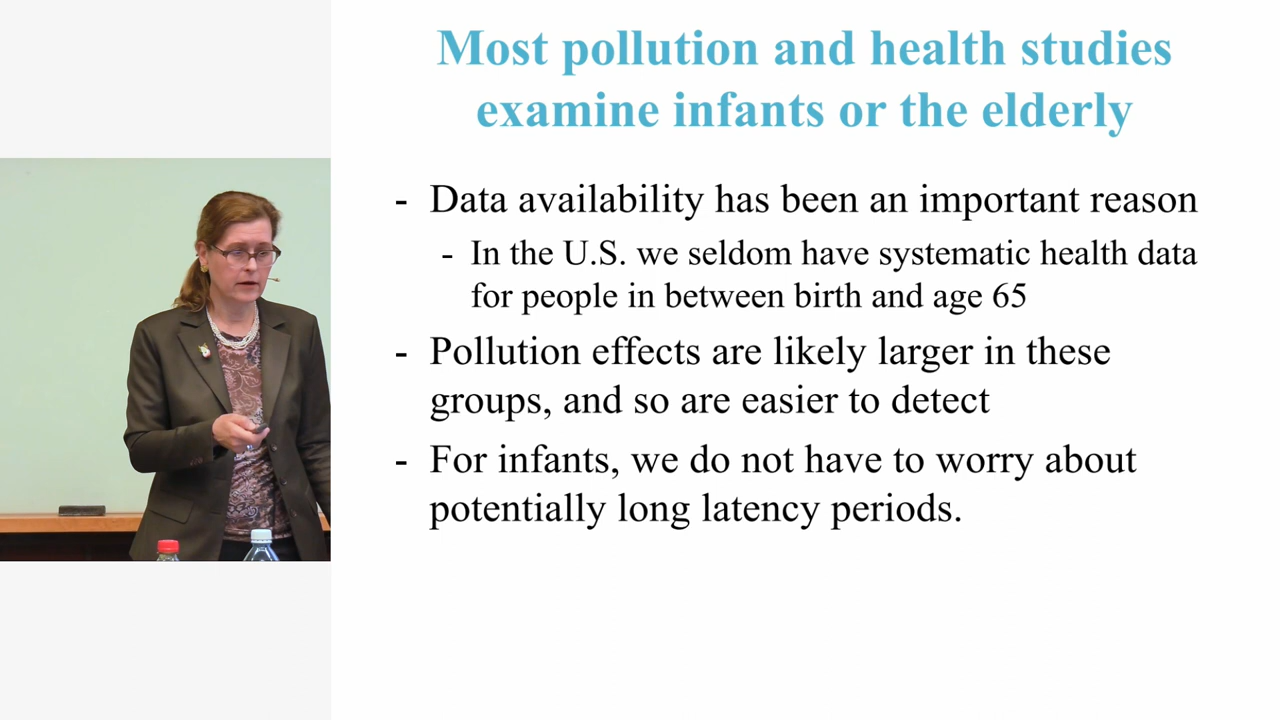 Most pollution and health studies
examine infants or the elderly
- Data availability has been an important reason
- In the U.S. we seldom have systematic health data
for people in between birth and age 65
- Pollution effects are likely larger in these
groups, and so are easier to detect
- For infants, we do not have to worry about
potentially long latency periods.